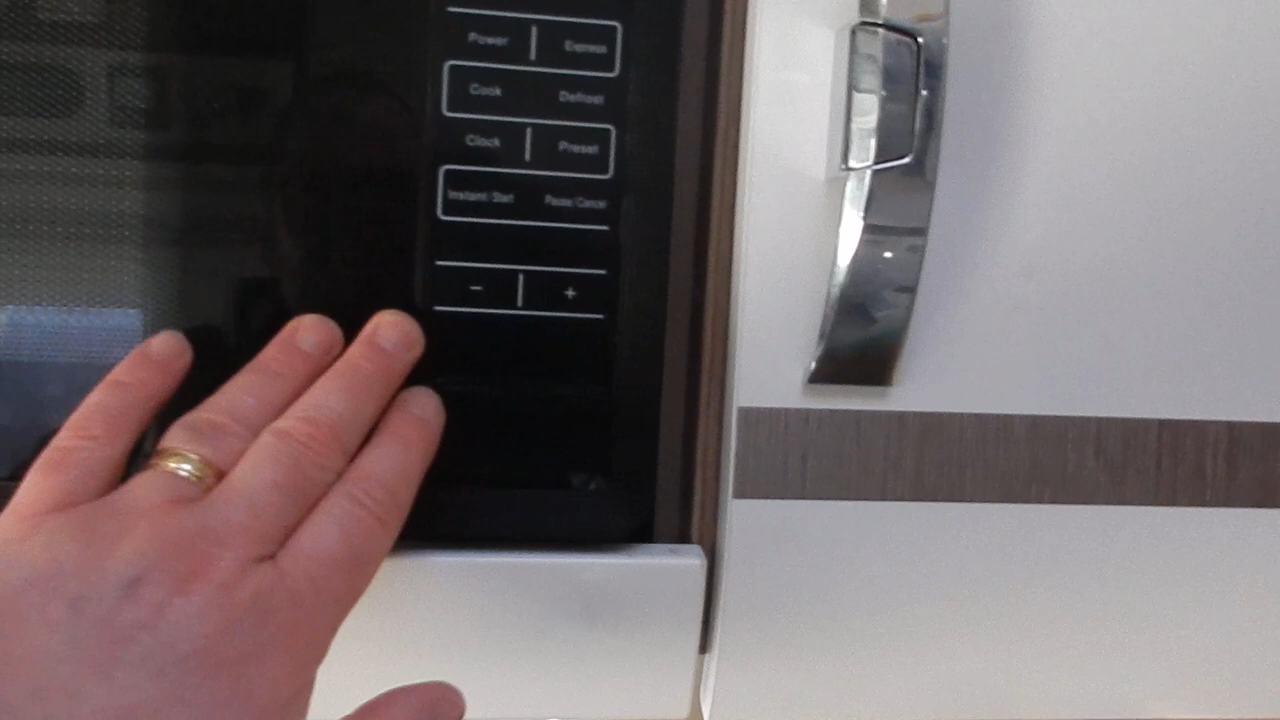 Power Express
Cook Defrost
Clock Preset
Instant/Start Pause/Cancel
- +